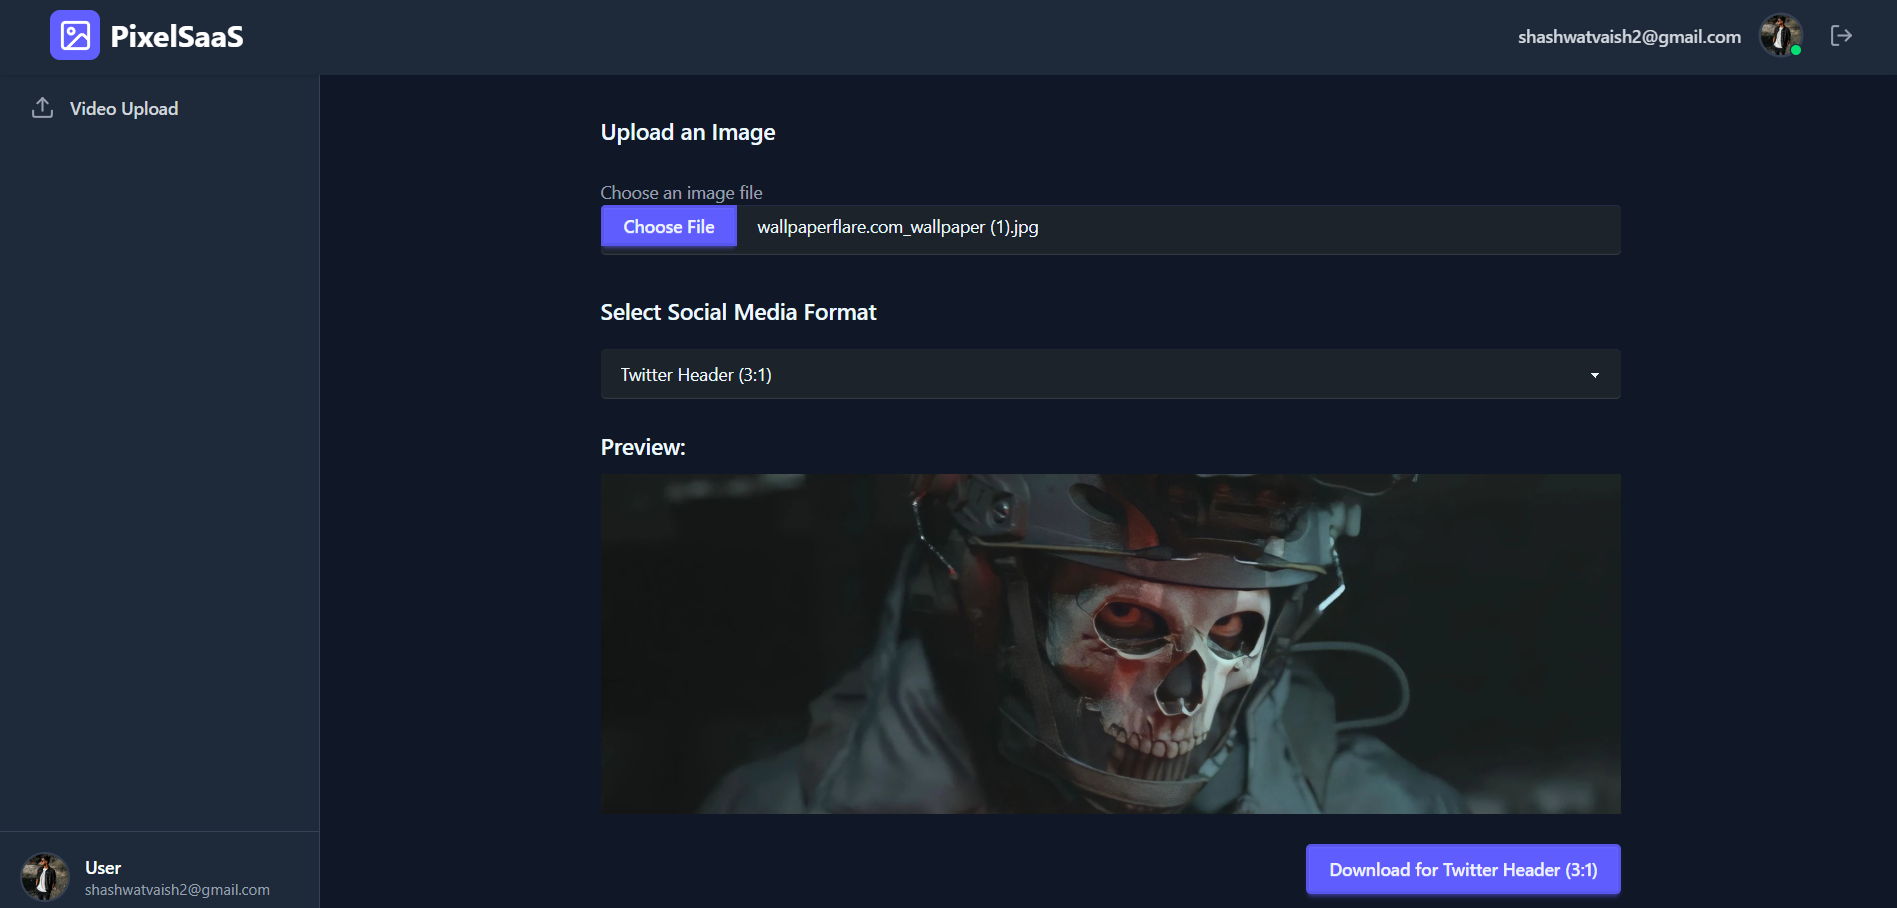 PixelSaaS
shashwatvaish2@gmail.com
Video Upload
Upload an Image
Choose an image file
Choose File
wallpaperflare.com_wallpaper (1).jpg
Select Social Media Format
Twitter Header (3:1)
Preview:
Download for Twitter Header (3:1)
User
shashwatvaish2@gmail.com